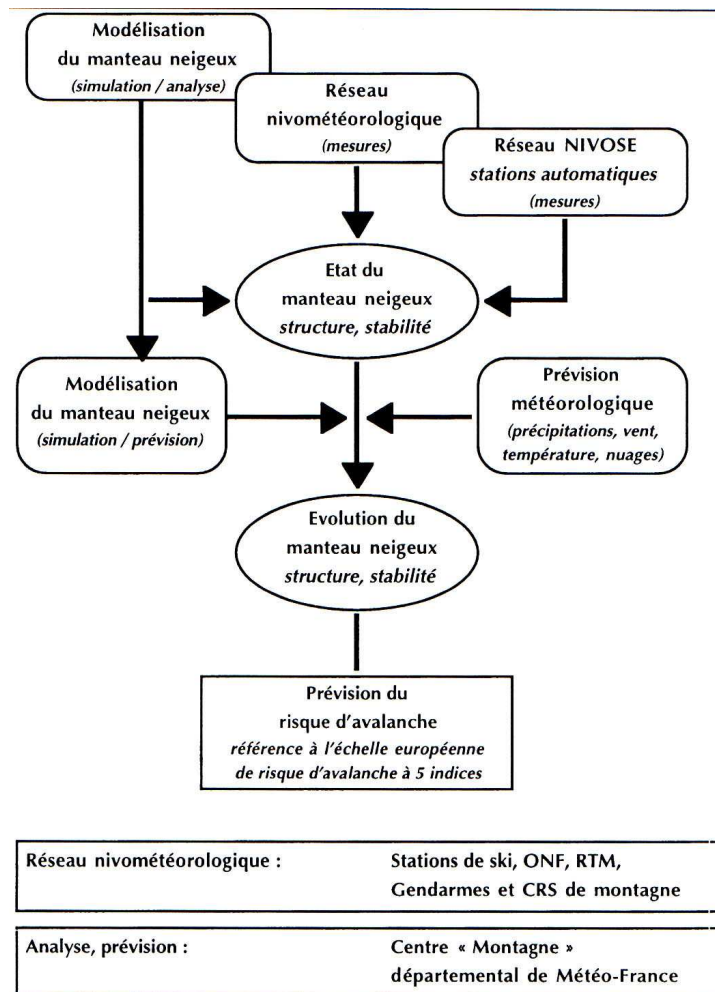 Modélisation
du manteau neigeux
(simulation / analyse)
Réseau
nivométéorologique
(mesures)
Réseau NIVOSE
stations automatiques
(mesures)
Etat du
manteau neigeux
structure, stabilité
Modélisation
du manteau neigeux
(simulation / prévision)
Prévision
météorologique
(précipitations, vent,
température, nuages)
Evolution du
manteau neigeux
structure, stabilité
Prévision du
risque d'avalanche
référence à l'échelle européenne
de risque d'avalanche à 5 indices
Réseau nivométéorologique : Stations de ski, ONF, RTM,
Gendarmes et CRS de montagne
Analyse, prévision : Centre « Montagne »
départemental de Météo-France